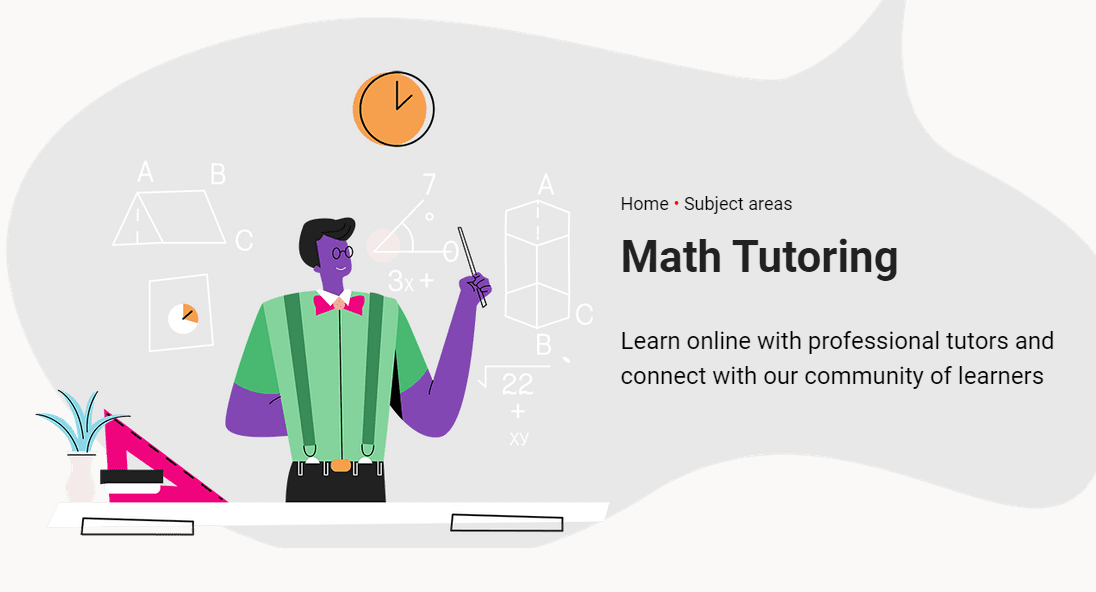 Home • Subject areas
Math Tutoring
Learn online with professional tutors and
connect with our community of learners
A B
C
7
0
3x +
A
C
B
22
+
xy